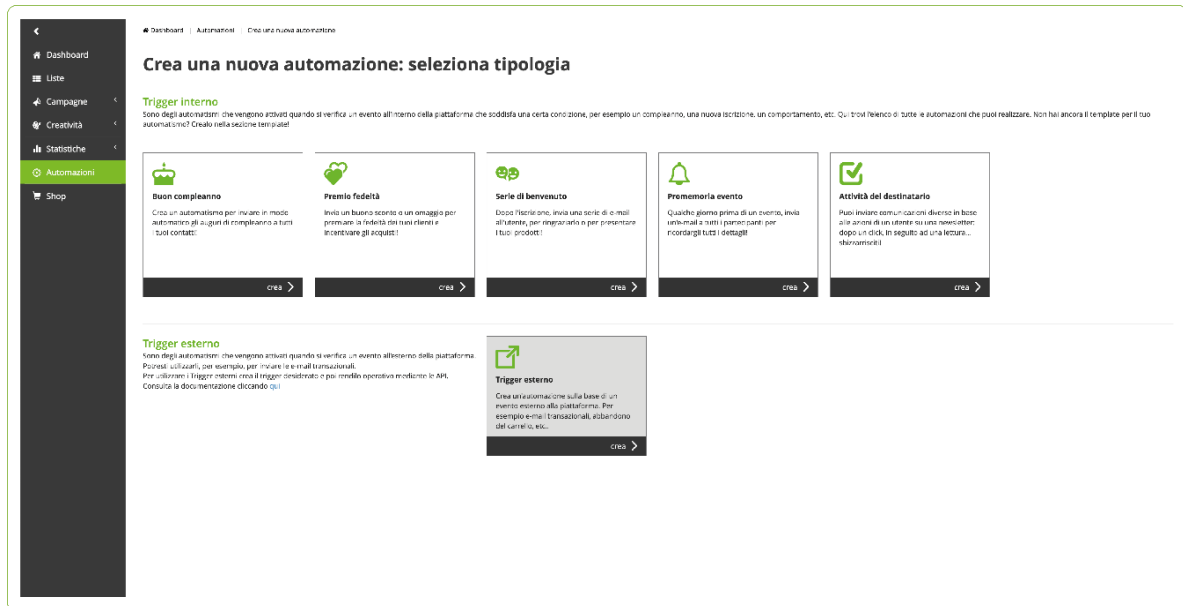 Dashboard | Automazioni | Crea una nuova automazione
Dashboard
Liste
Campagne
Creatività
Statistiche
Automazioni
Shop
Crea una nuova automazione: seleziona tipologia
Trigger interno
Sono degli automatismi che vengono attivati quando si verifica un evento all'interno della piattaforma che soddisfa una certa condizione, per esempio un compleanno, una nuova iscrizione, un comportamento, etc. Qui trovi l'elenco di tutte le automazioni che puoi realizzare. Non hai ancora il template per il tuo
automatismo? Crealo nella sezione template!
Buon compleanno
Crea un automatismo per inviare in modo
automatico gli auguri di compleanno a tutti
i tuoi contatti!
crea
Premio fedeltà
Invia un buono sconto o un omaggio per
premiare la fedeltà dei tuoi clienti e
incentivare gli acquisti!
crea
Serie di benvenuto
Dopo l'iscrizione, invia una serie di e-mail
all'utente, per ringraziarlo o per presentare
i tuoi prodotti!
crea
Promemoria evento
Qualche giorno prima di un evento, invia
un'e-mail a tutti i partecipanti per
ricordargli tutti i dettagli!
crea
Attività del destinatario
Puoi inviare comunicazioni diverse in base
alle azioni di un utente su una newsletter:
dopo un click, in seguito ad una lettura...
sbizzarrisciti!
crea
Trigger esterno
Sono degli automatismi che vengono attivati quando si verifica un evento all'esterno della piattaforma.
Potresti utilizzarli, per esempio, per inviare le e-mail transazionali.
Per utilizzare i Trigger esterni crea il trigger desiderato e poi rendilo operativo mediante le API.
Consulta la documentazione cliccando qui
Trigger esterno
Crea un'automazione sulla base di un
evento esterno alla piattaforma. Per
esempio e-mail transazionali, abbandono
del carrello, etc..
crea